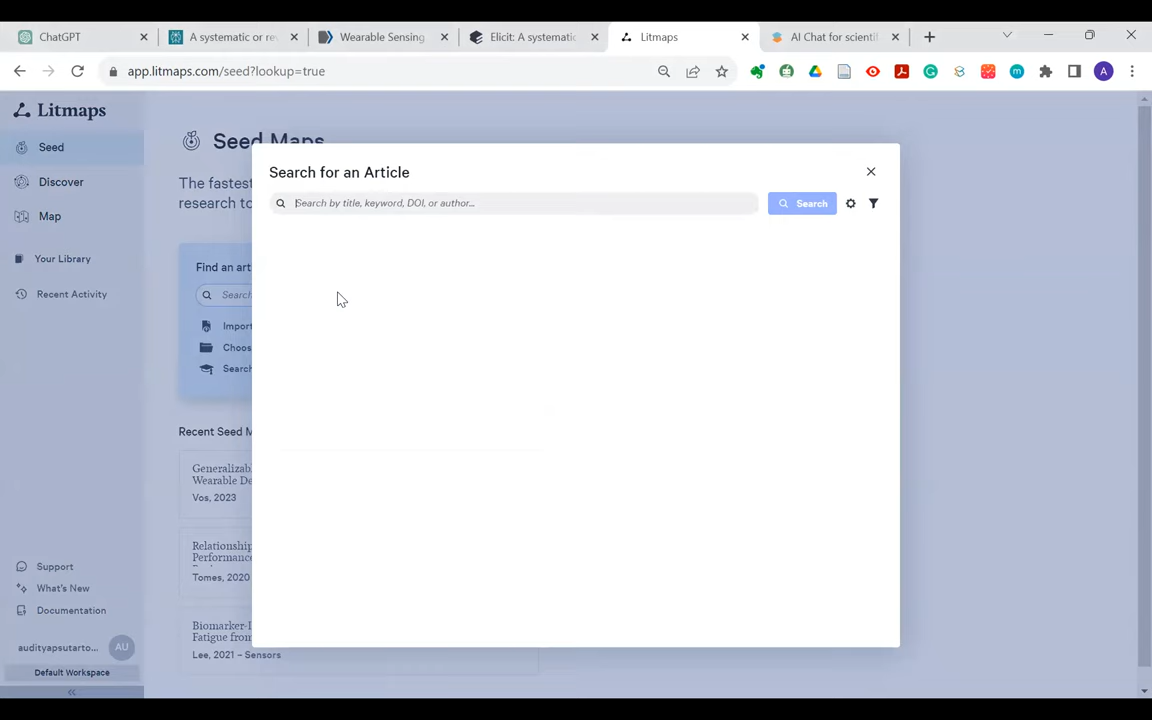 ChatGPT
A systematic or re
Wearable Sensing,
Elicit: A systematic
Litmaps
AI Chat for scientif
app.litmaps.com/seed?lookup=true
A
Litmaps
Seed
Discover
Map
Your Library
Recent Activity
Support
What's New
Documentation
audityapsutarto...
AU
Default Workspace
Seed Maps
The fastes
research to
Find an art
Search
Import
Choos
Search
Recent Seed M
Generalizab
Wearable De
Vos, 2023
Relationship
Performance
Tomes, 2020
Biomarker-I
Fatigue from
Lee, 2021 – Sensors
Search for an Article
Search by title, keyword, DOI, or author...
Search